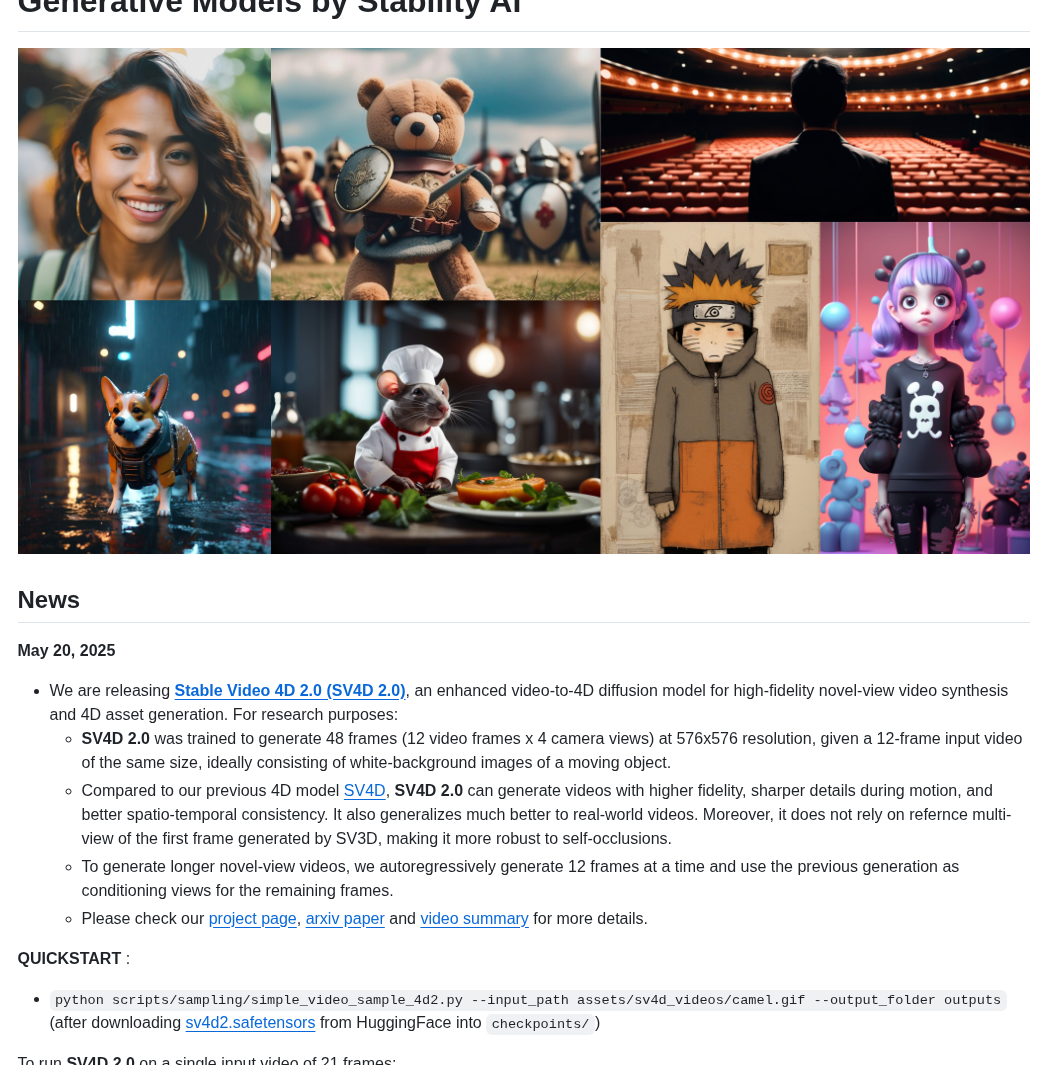 Generative Models by Stability AI
News
May 20, 2025
We are releasing Stable Video 4D 2.0 (SV4D 2.0), an enhanced video-to-4D diffusion model for high-fidelity novel-view video synthesis
and 4D asset generation. For research purposes:
SV4D 2.0 was trained to generate 48 frames (12 video frames x 4 camera views) at 576x576 resolution, given a 12-frame input video
of the same size, ideally consisting of white-background images of a moving object.
Compared to our previous 4D model SV4D, SV4D 2.0 can generate videos with higher fidelity, sharper details during motion, and
better spatio-temporal consistency. It also generalizes much better to real-world videos. Moreover, it does not rely on refernce multi-
view of the first frame generated by SV3D, making it more robust to self-occlusions.
To generate longer novel-view videos, we autoregressively generate 12 frames at a time and use the previous generation as
conditioning views for the remaining frames.
Please check our project page, arxiv paper and video summary for more details.
QUICKSTART :
python scripts/sampling/simple_video_sample_4d2.py --input_path assets/sv4d_videos/camel.gif --output_folder outputs
(after downloading sv4d2.safetensors from HuggingFace into checkpoints/)
To run SV4D 2.0 on a single input video of 21 frames: